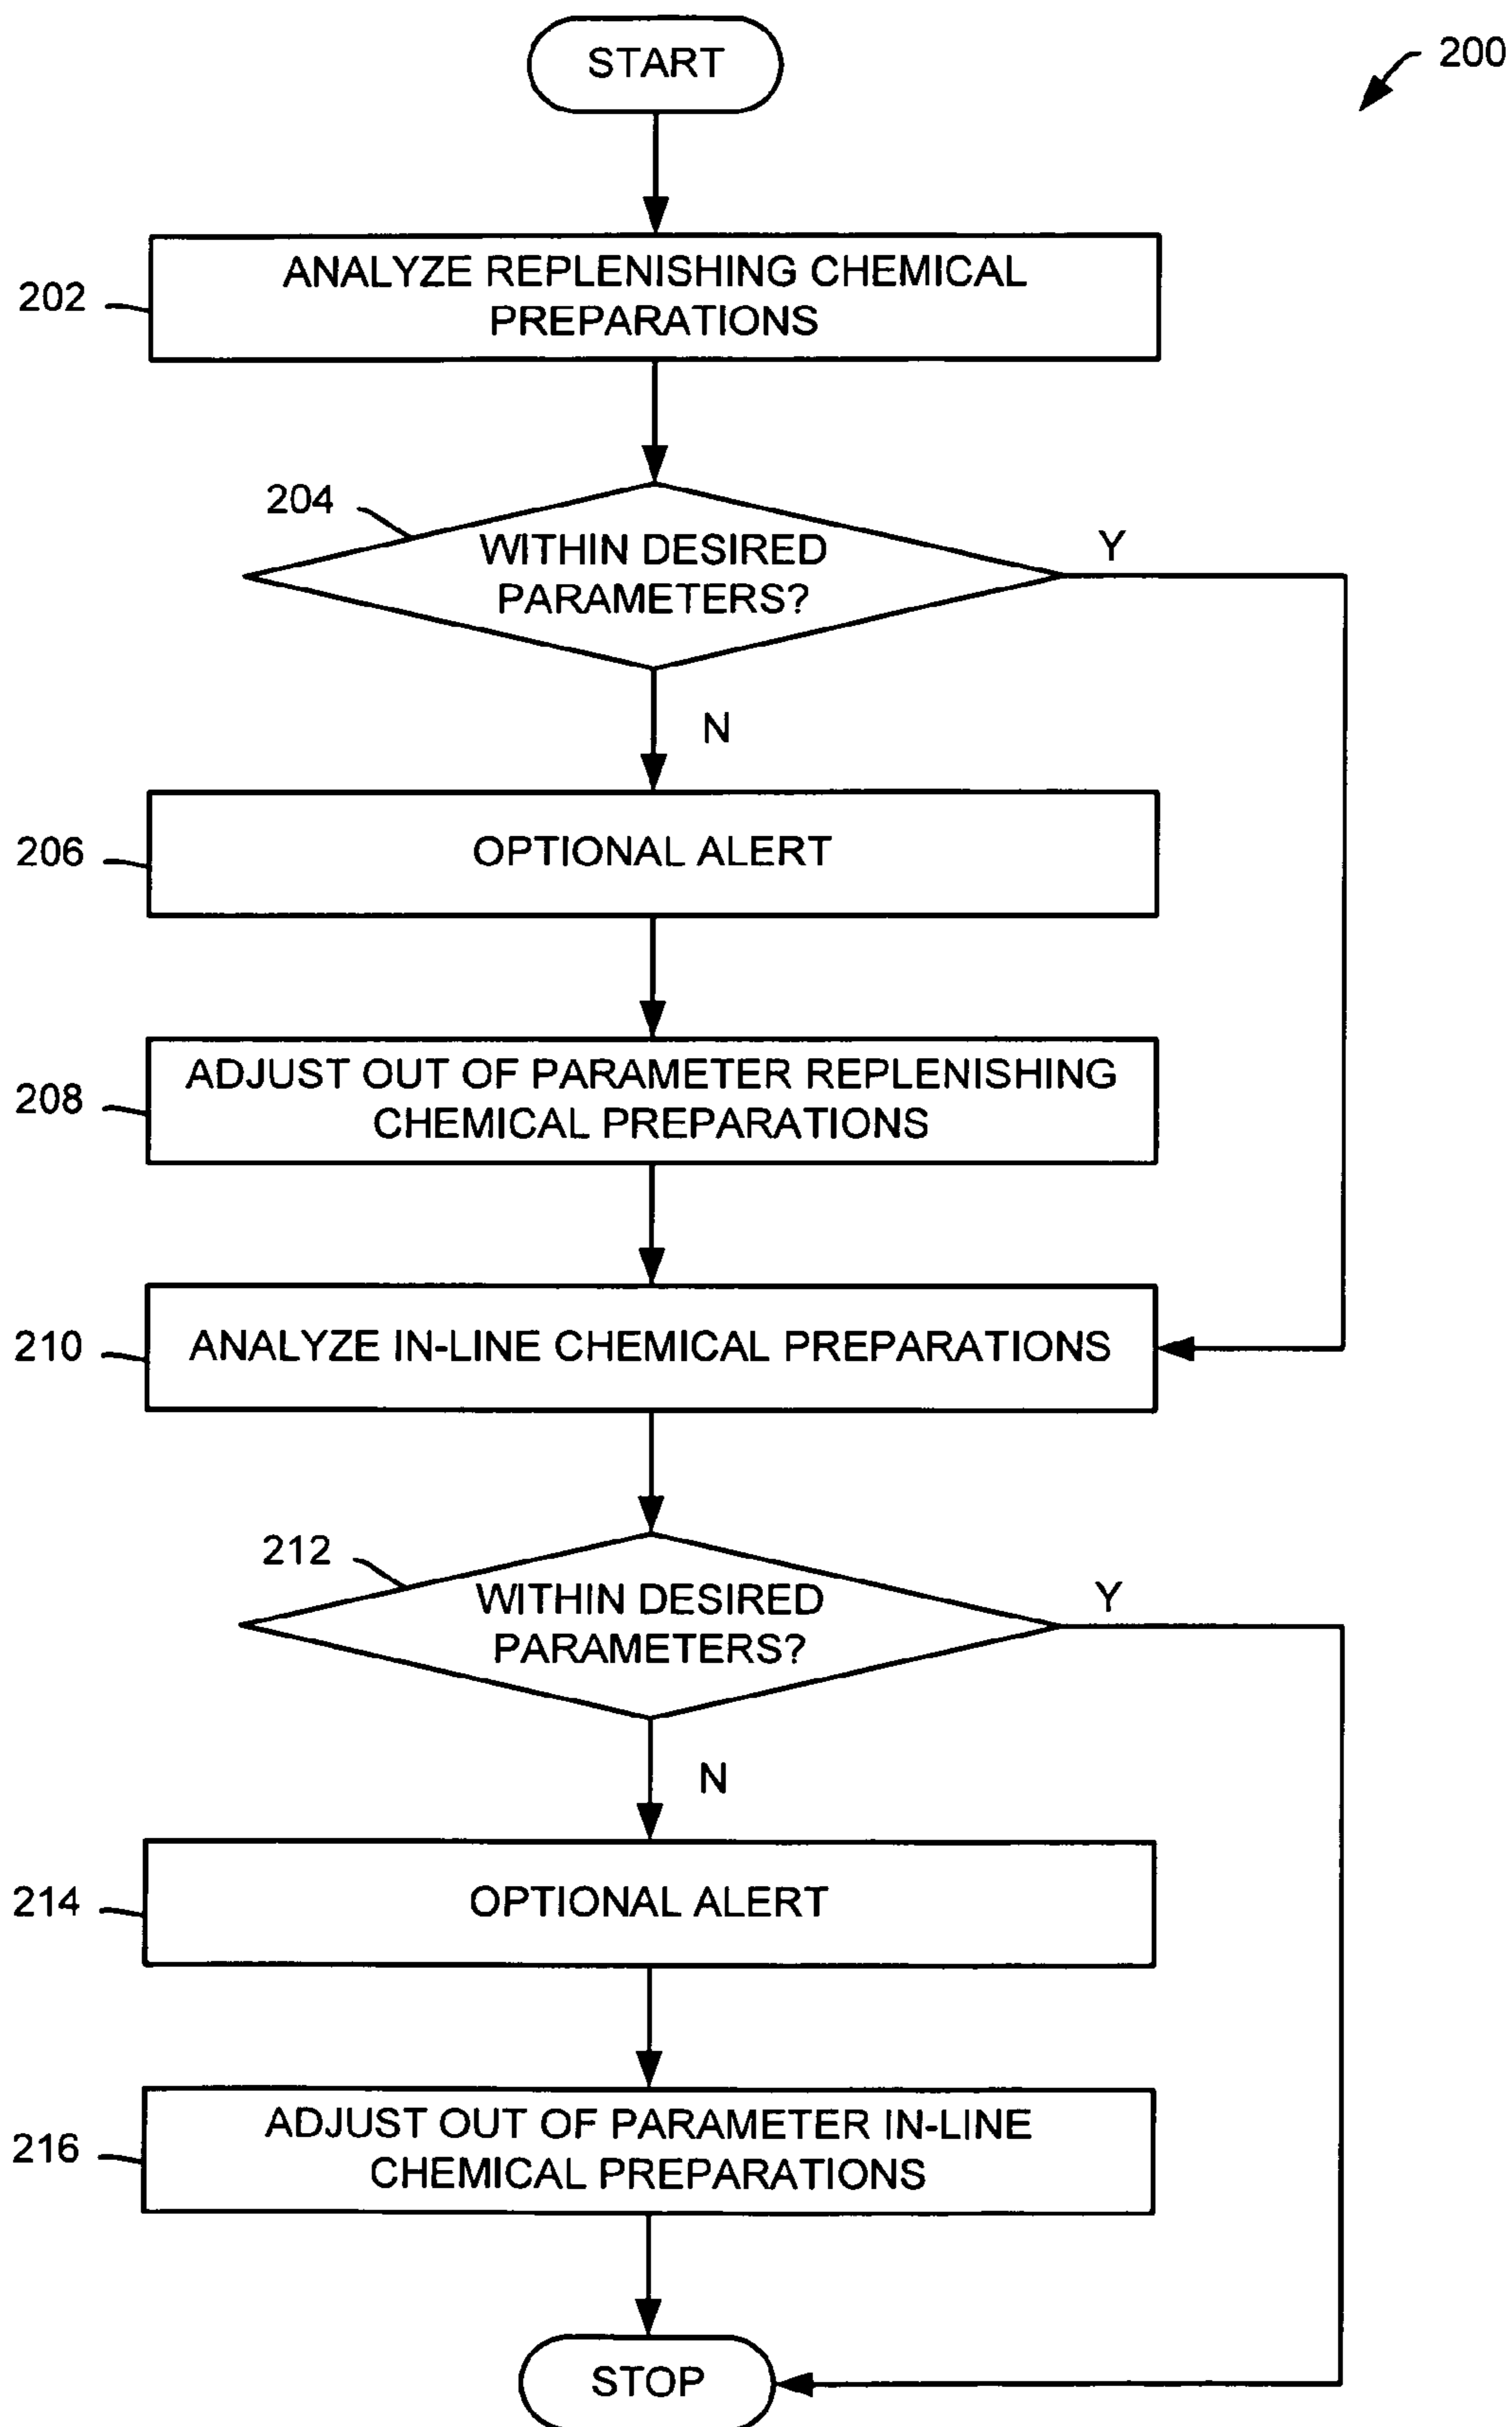 START
200
202
ANALYZE REPLENISHING CHEMICAL
PREPARATIONS
204
WITHIN DESIRED
PARAMETERS?
Y
N
206
OPTIONAL ALERT
208
ADJUST OUT OF PARAMETER REPLENISHING
CHEMICAL PREPARATIONS
210
ANALYZE IN-LINE CHEMICAL PREPARATIONS
212
WITHIN DESIRED
PARAMETERS?
Y
N
214
OPTIONAL ALERT
216
ADJUST OUT OF PARAMETER IN-LINE
CHEMICAL PREPARATIONS
STOP